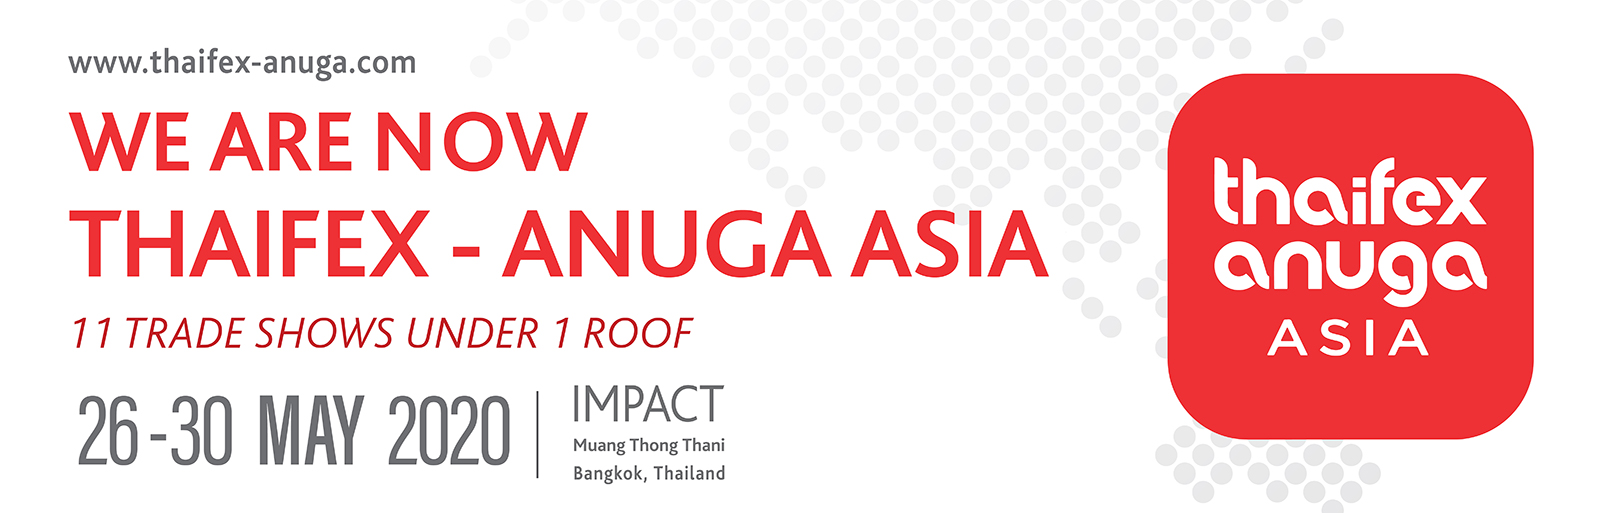 www.thaifex-anuga.com
WE ARE NOW
THAIFEX - ANUGA ASIA
11 TRADE SHOWS UNDER 1 ROOF
26-30 MAY 2020
IMPACT
Muang Thong Thani
Bangkok, Thailand
thaifex
anuga
ASIA